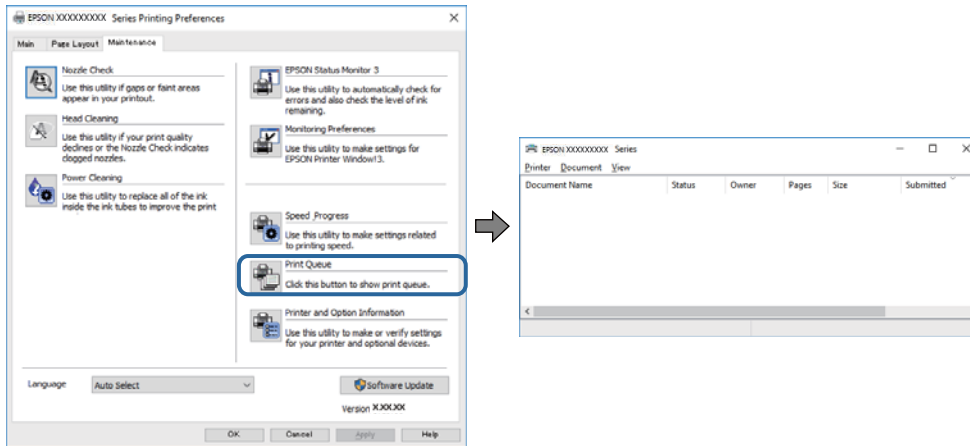 EPSON XXXXXXXXX Series Printing Preferences
Main Page Layout Maintenance
Nozzle Check
Use this utility if gaps or faint areas
appear in your printout.
Head Cleaning
Use this utility if your print quality
declines or the Nozzle Check indicates
clogged nozzles.
Power Cleaning
Use this utility to replace all of the ink
inside the ink tubes to improve the print
EPSON Status Monitor 3
Use this utility to automatically check for
errors and also check the level of ink
remaining.
Monitoring Preferences
Use this utility to make settings for
EPSON Printer Window!3.
Speed Progress
Use this utility to make settings related
to printing speed.
Print Queue
Click this button to show print queue.
Printer and Option Information
Use this utility to make or verify settings
for your printer and optional devices.
Language Auto Select Software Update
Version X.XX.XX
OK Cancel Apply Help
EPSON XXXXXXXXX Series
Printer Document View
Document Name Status Owner Pages Size Submitted